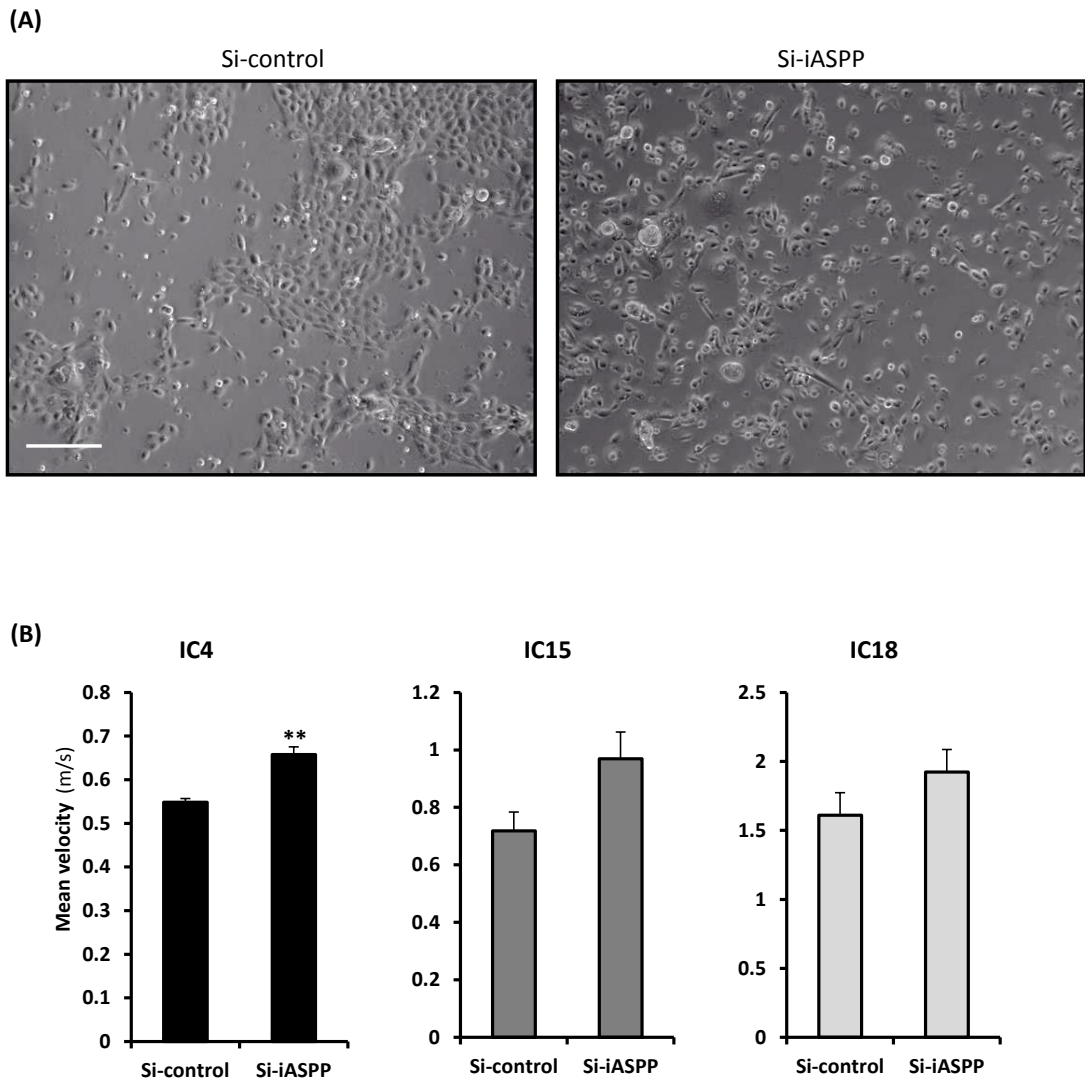 (A)
Si-control
Si-iASPP
(B)
IC4
IC15
IC18
Mean velocity (m/s)
0.8
0.7
0.6
0.5
0.4
0.3
0.2
0.1
0
**
Si-control
Si-iASPP
1.2
1
0.8
0.6
0.4
0.2
0
Si-control
Si-iASPP
2.5
2
1.5
1
0.5
0
Si-control
Si-iASPP